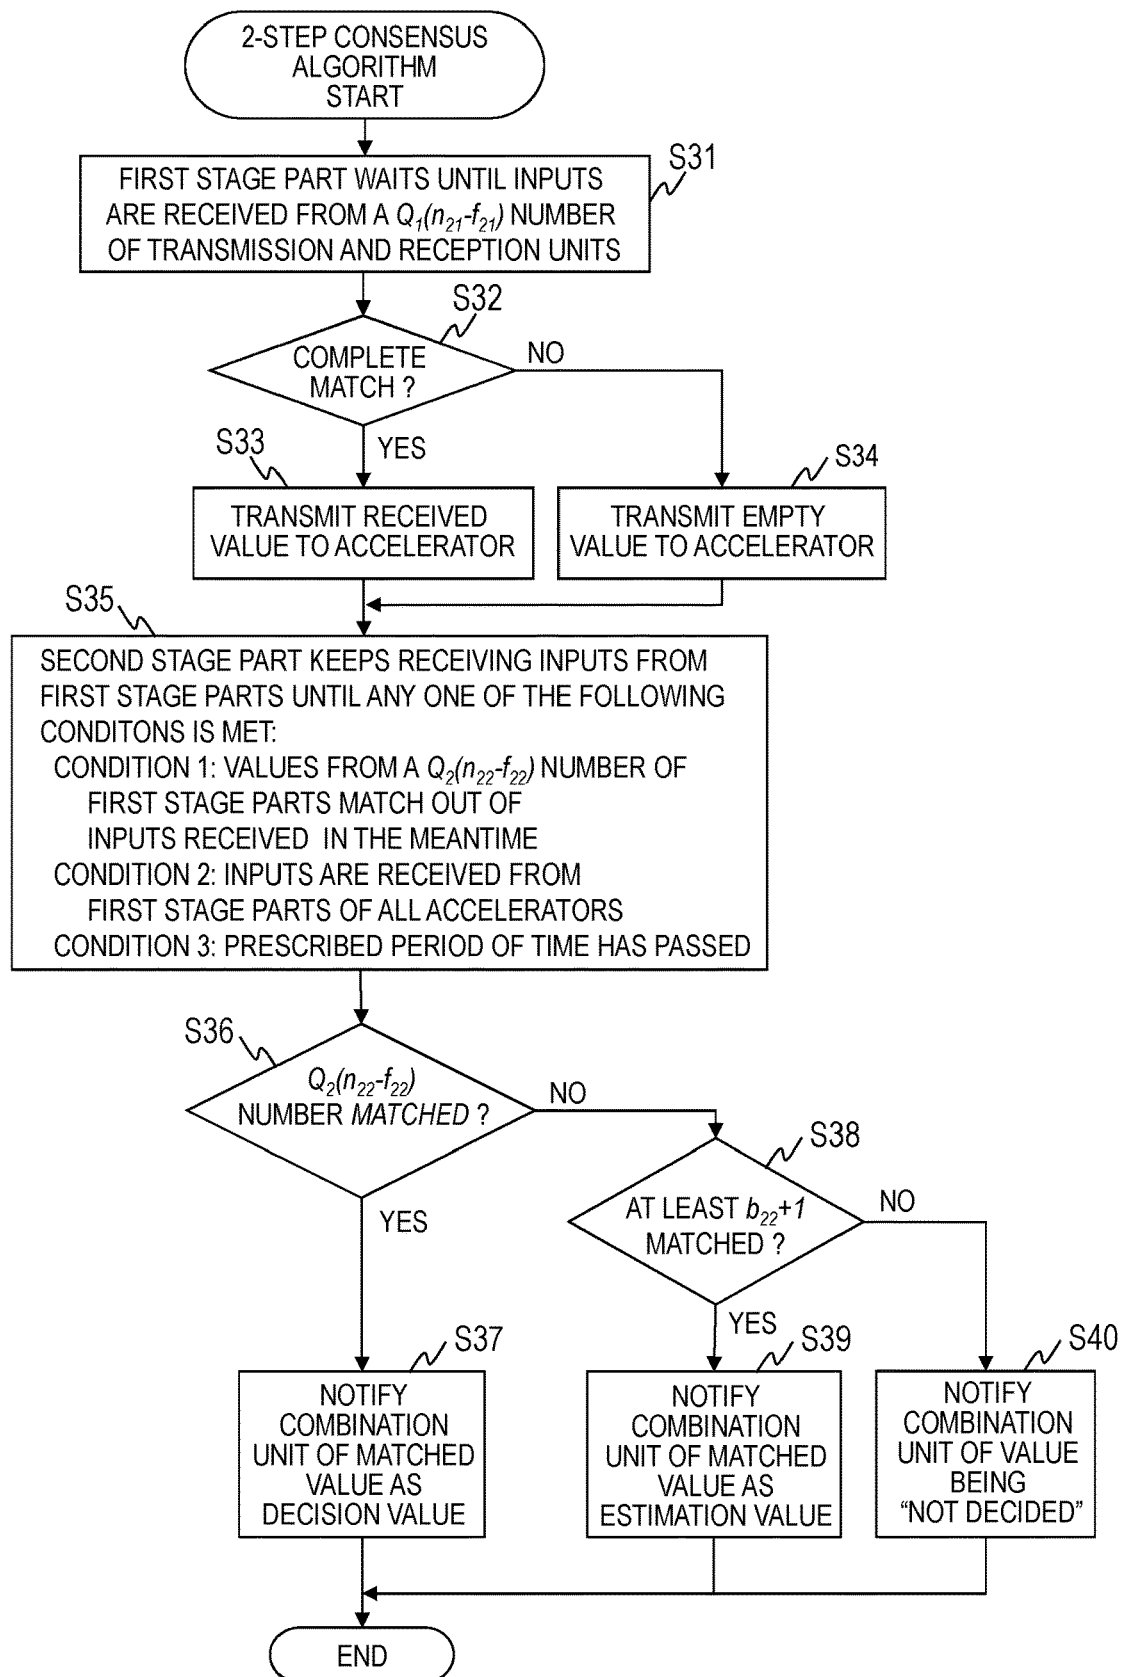 2-STEP CONSENSUS
ALGORITHM
START
S31
FIRST STAGE PART WAITS UNTIL INPUTS
ARE RECEIVED FROM A Q1(n21-f21) NUMBER
OF TRANSMISSION AND RECEPTION UNITS
S32
COMPLETE
MATCH ?
NO
YES
S33
TRANSMIT RECEIVED
VALUE TO ACCELERATOR
S34
TRANSMIT EMPTY
VALUE TO ACCELERATOR
S35
SECOND STAGE PART KEEPS RECEIVING INPUTS FROM
FIRST STAGE PARTS UNTIL ANY ONE OF THE FOLLOWING
CONDITONS IS MET:
CONDITION 1: VALUES FROM A Q2(n22-f22) NUMBER OF
FIRST STAGE PARTS MATCH OUT OF
INPUTS RECEIVED IN THE MEANTIME
CONDITION 2: INPUTS ARE RECEIVED FROM
FIRST STAGE PARTS OF ALL ACCELERATORS
CONDITION 3: PRESCRIBED PERIOD OF TIME HAS PASSED
S36
Q2(n22-f22)
NUMBER MATCHED ?
NO
YES
S38
AT LEAST b22+1
MATCHED ?
NO
YES
S37
NOTIFY
COMBINATION
UNIT OF MATCHED
VALUE AS
DECISION VALUE
S39
NOTIFY
COMBINATION
UNIT OF MATCHED
VALUE AS
ESTIMATION VALUE
S40
NOTIFY
COMBINATION
UNIT OF VALUE
BEING
“NOT DECIDED”
END